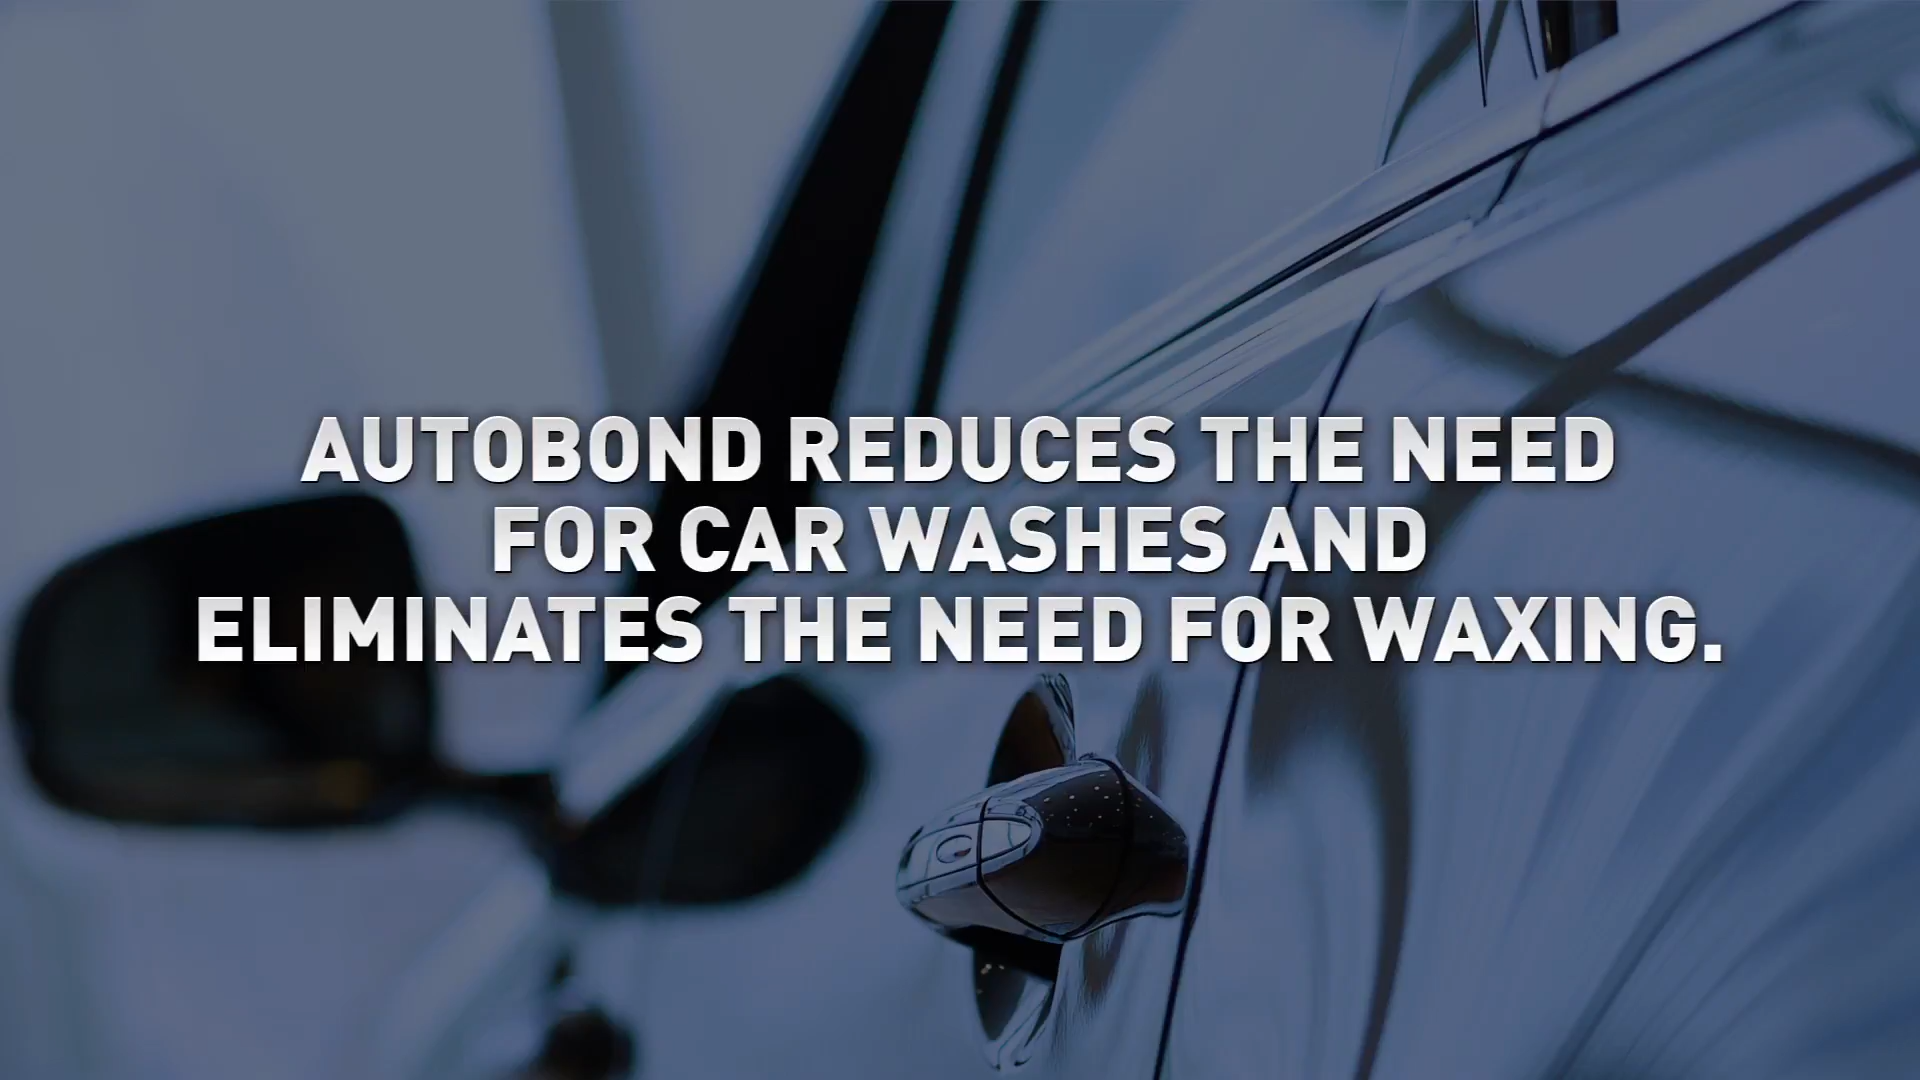 AUTOBOND REDUCES THE NEED
FOR CAR WASHES AND
ELIMINATES THE NEED FOR WAXING.